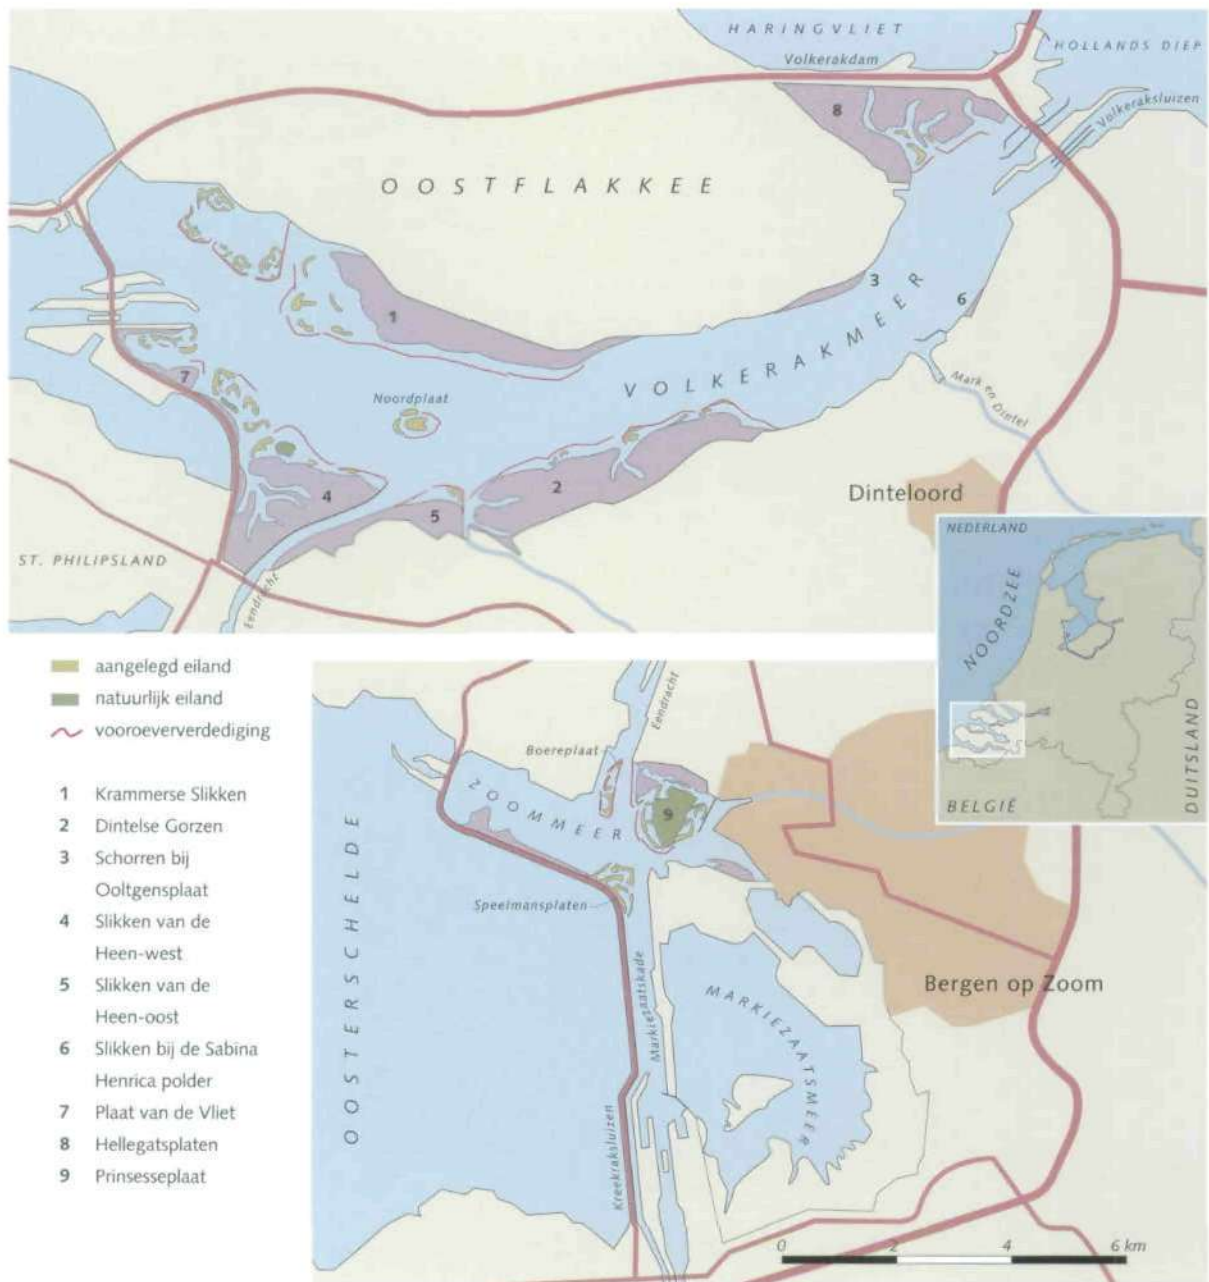 HARINGVLIET
HOLLANDS DIEP
Volkerakdam
Volkeraksluizen
8
OOSTFLAKKEE
3
6
1
VOLKERAKMEER
7
Noordplaat
Mark en Dintel
2
4
5
Dinteloord
ST. PHILIPSLAND
Eendracht
NEDERLAND
NOORDZEE
DUITSLAND
BELGIË
aangelegd eiland
natuurlijk eiland
vooroeververdediging
1 Krammerse Slikken
2 Dintelse Gorzen
3 Schorren bij
Ooltgensplaat
4 Slikken van de
Heen-west
5 Slikken van de
Heen-oost
6 Slikken bij de Sabina
Henrica polder
7 Plaat van de Vliet
8 Hellegatsplaten
9 Prinsesseplaat
Eendracht
Boereplaat
ZOOMMEER
9
Speelmansplaten
OOSTERSCHELDE
Markiezaatskade
MARKIEZAATSMEER
Bergen op Zoom
Kreekraksluizen
0 2 4 6 km